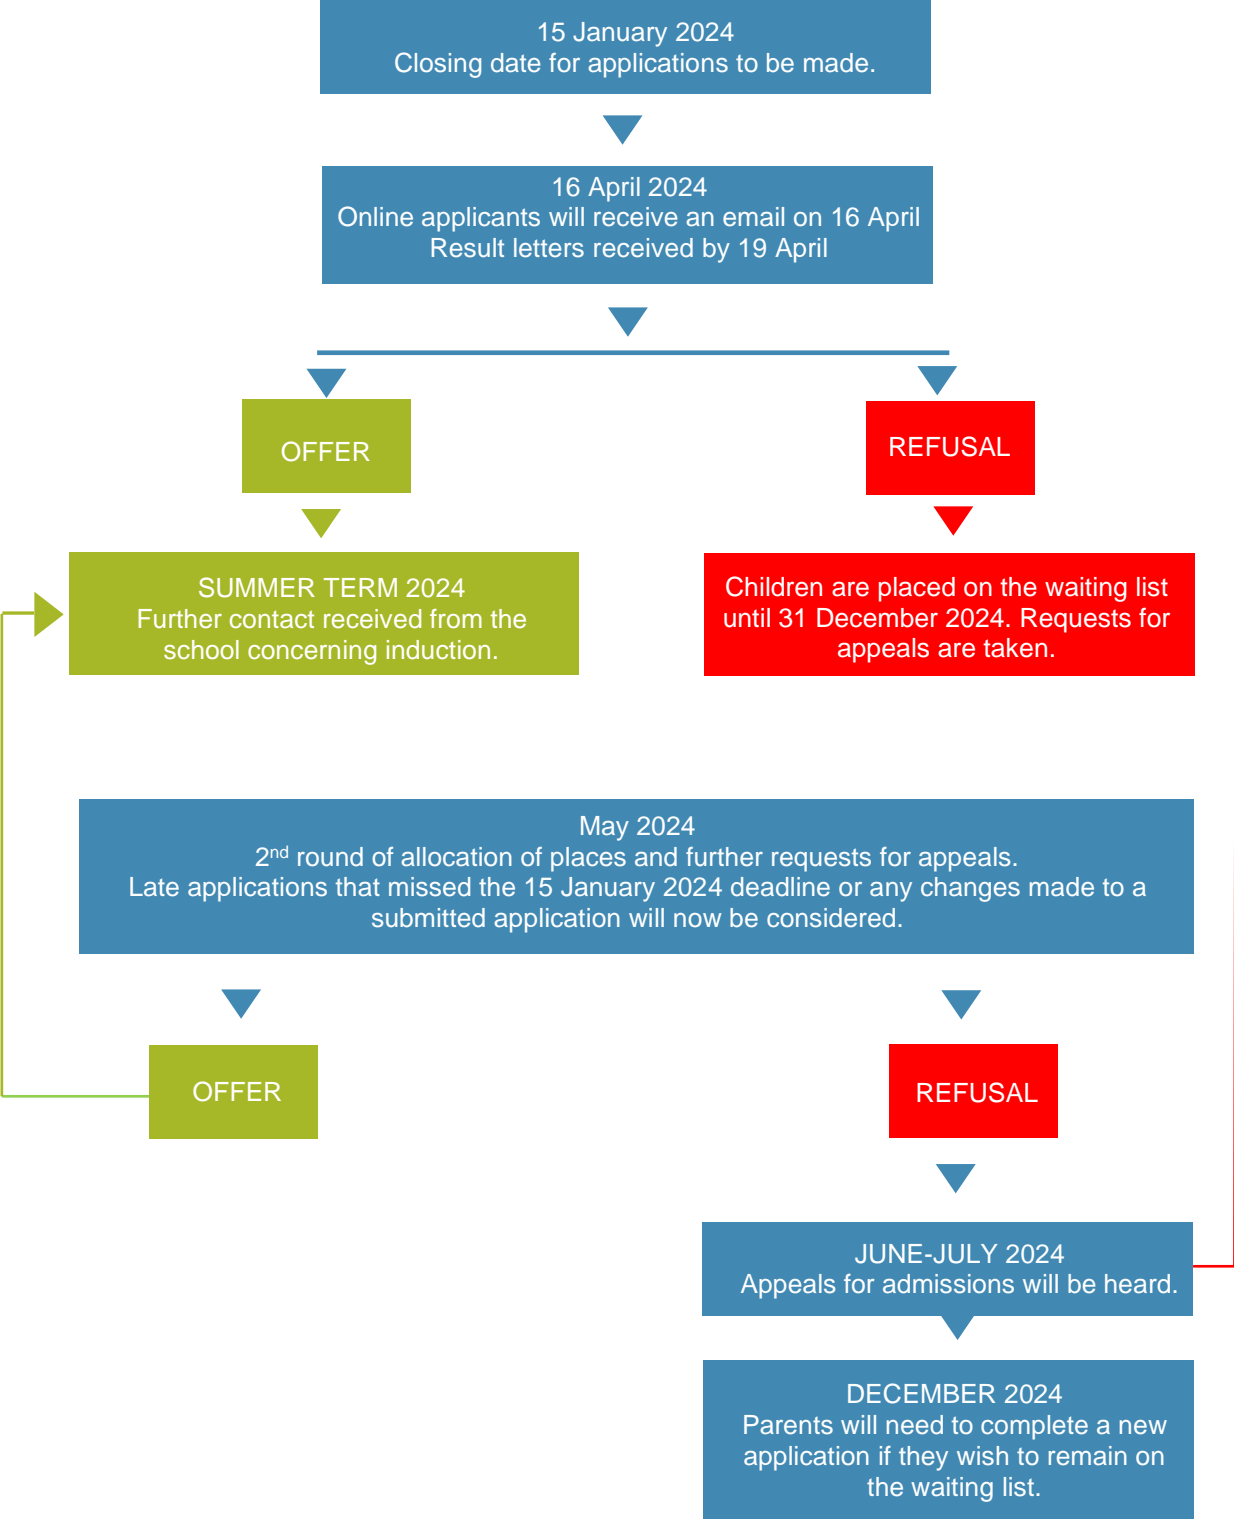 15 January 2024
Closing date for applications to be made.
16 April 2024
Online applicants will receive an email on 16 April
Result letters received by 19 April
OFFER
REFUSAL
SUMMER TERM 2024
Further contact received from the
school concerning induction.
Children are placed on the waiting list
until 31 December 2024. Requests for
appeals are taken.
May 2024
2nd round of allocation of places and further requests for appeals.
Late applications that missed the 15 January 2024 deadline or any changes made to a
submitted application will now be considered.
OFFER
REFUSAL
JUNE-JULY 2024
Appeals for admissions will be heard.
DECEMBER 2024
Parents will need to complete a new
application if they wish to remain on
the waiting list.